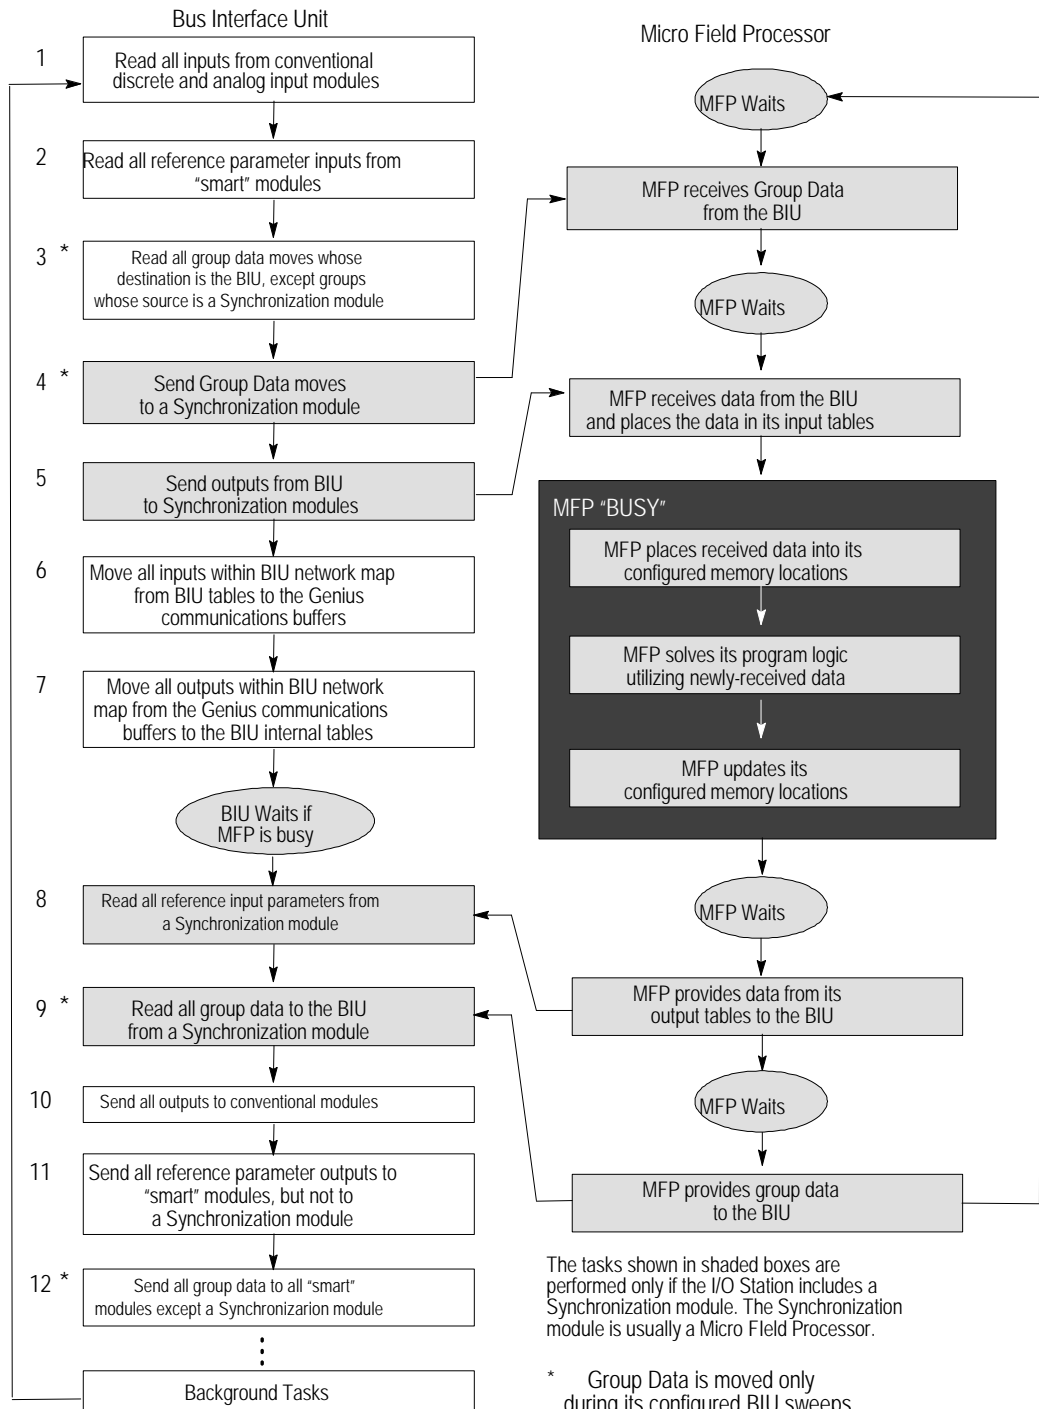 Bus Interface Unit
1
Read all inputs from conventional
discrete and analog input modules
2
Read all reference parameter inputs from
“smart” modules
3 *
Read all group data moves whose
destination is the BIU, except groups
whose source is a Synchronization module
4 *
Send Group Data moves
to a Synchronization module
5
Send outputs from BIU
to Synchronization modules
6
Move all inputs within BIU network map
from BIU tables to the Genius
communications buffers
7
Move all outputs within BIU network
map from the Genius communications
buffers to the BIU internal tables
BIU Waits if
MFP is busy
8
Read all reference input parameters from
a Synchronization module
9 *
Read all group data to the BIU
from a Synchronization module
10
Send all outputs to conventional modules
11
Send all reference parameter outputs to
“smart” modules, but not to
a Synchronization module
12 *
Send all group data to all “smart”
modules except a Synchronizarion module
Background Tasks
Micro Field Processor
MFP Waits
MFP receives Group Data
from the BIU
MFP Waits
MFP receives data from the BIU
and places the data in its input tables
MFP “BUSY”
MFP places received data into its
configured memory locations
MFP solves its program logic
utilizing newly-received data
MFP updates its
configured memory locations
MFP Waits
MFP provides data from its
output tables to the BIU
MFP Waits
MFP provides group data
to the BIU
The tasks shown in shaded boxes are
performed only if the I/O Station includes a
Synchronization module. The Synchronization
module is usually a Micro FIeld Processor.
* Group Data is moved only
during its configured BIU sweeps